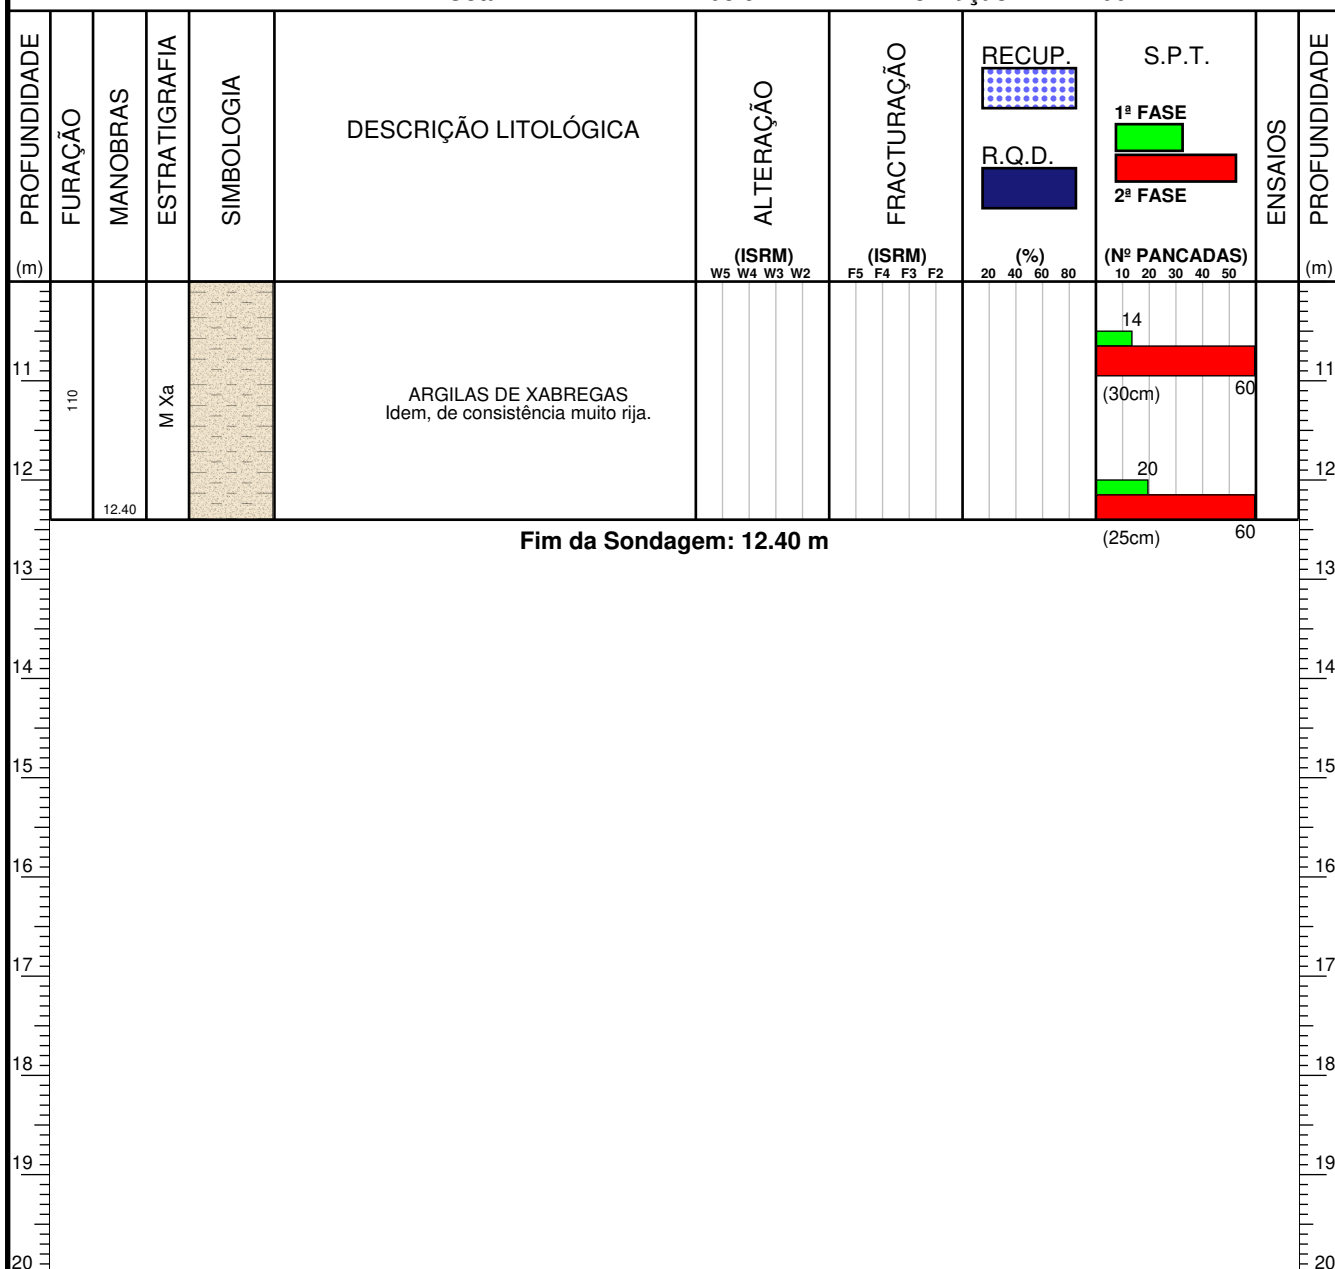 PROFUNDIDADE
(m)
FURAÇÃO
MANOBRAS
ESTRATIGRAFIA
SIMBOLOGIA
DESCRIÇÃO LITOLÓGICA
ALTERAÇÃO
(ISRM)
W5 W4 W3 W2
FRACTURAÇÃO
(ISRM)
F5 F4 F3 F2
RECUP.
R.Q.D.
(%)
20 40 60 80
S.P.T.
1ª FASE
2ª FASE
(Nº PANCADAS)
10 20 30 40 50
ENSAIOS
PROFUNDIDADE
(m)
14
11
110
M Xa
ARGILAS DE XABREGAS
Idem, de consistência muito rija.
(30cm) 60
11
20
12
12.40
12
Fim da Sondagem: 12.40 m
(25cm) 60
13 13
14 14
15 15
16 16
17 17
18 18
19 19
20 20